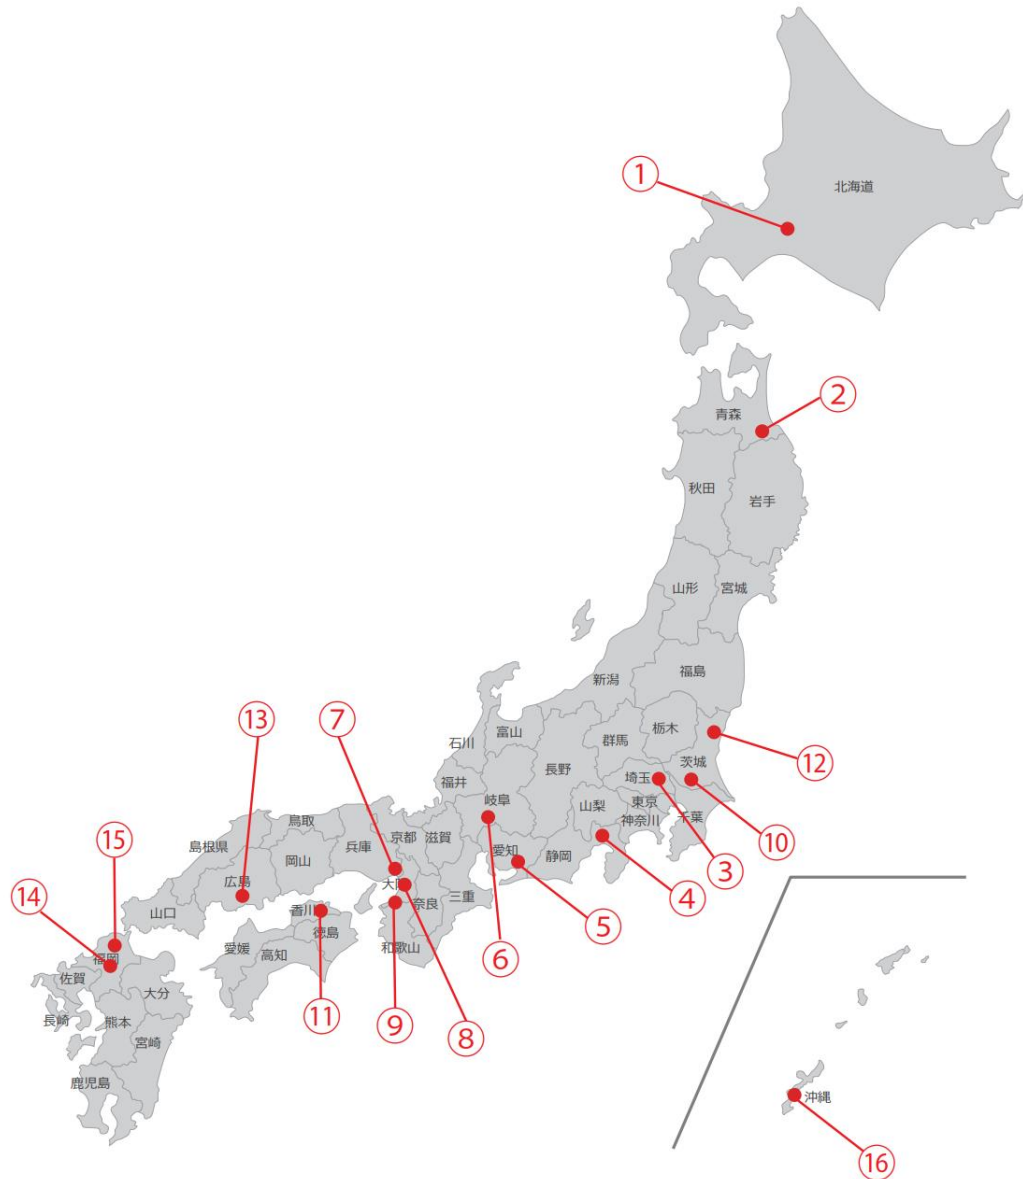 ①
北海道
②
青森
秋田
岩手
山形
宮城
福島
新潟
⑬
⑦
富山
石川
群馬
栃木
茨城
⑫
長野
福井
埼玉
岐阜
山梨
東京
神奈川
千葉
⑩
⑮
鳥取
兵庫
京都
滋賀
島根県
岡山
愛知
静岡
③
⑭
広島
大阪
④
山口
香川
奈良
三重
⑤
徳島
愛媛
高知
和歌山
⑥
福岡
佐賀
大分
⑪
⑨
⑧
長崎
熊本
宮崎
鹿児島
沖縄
⑯